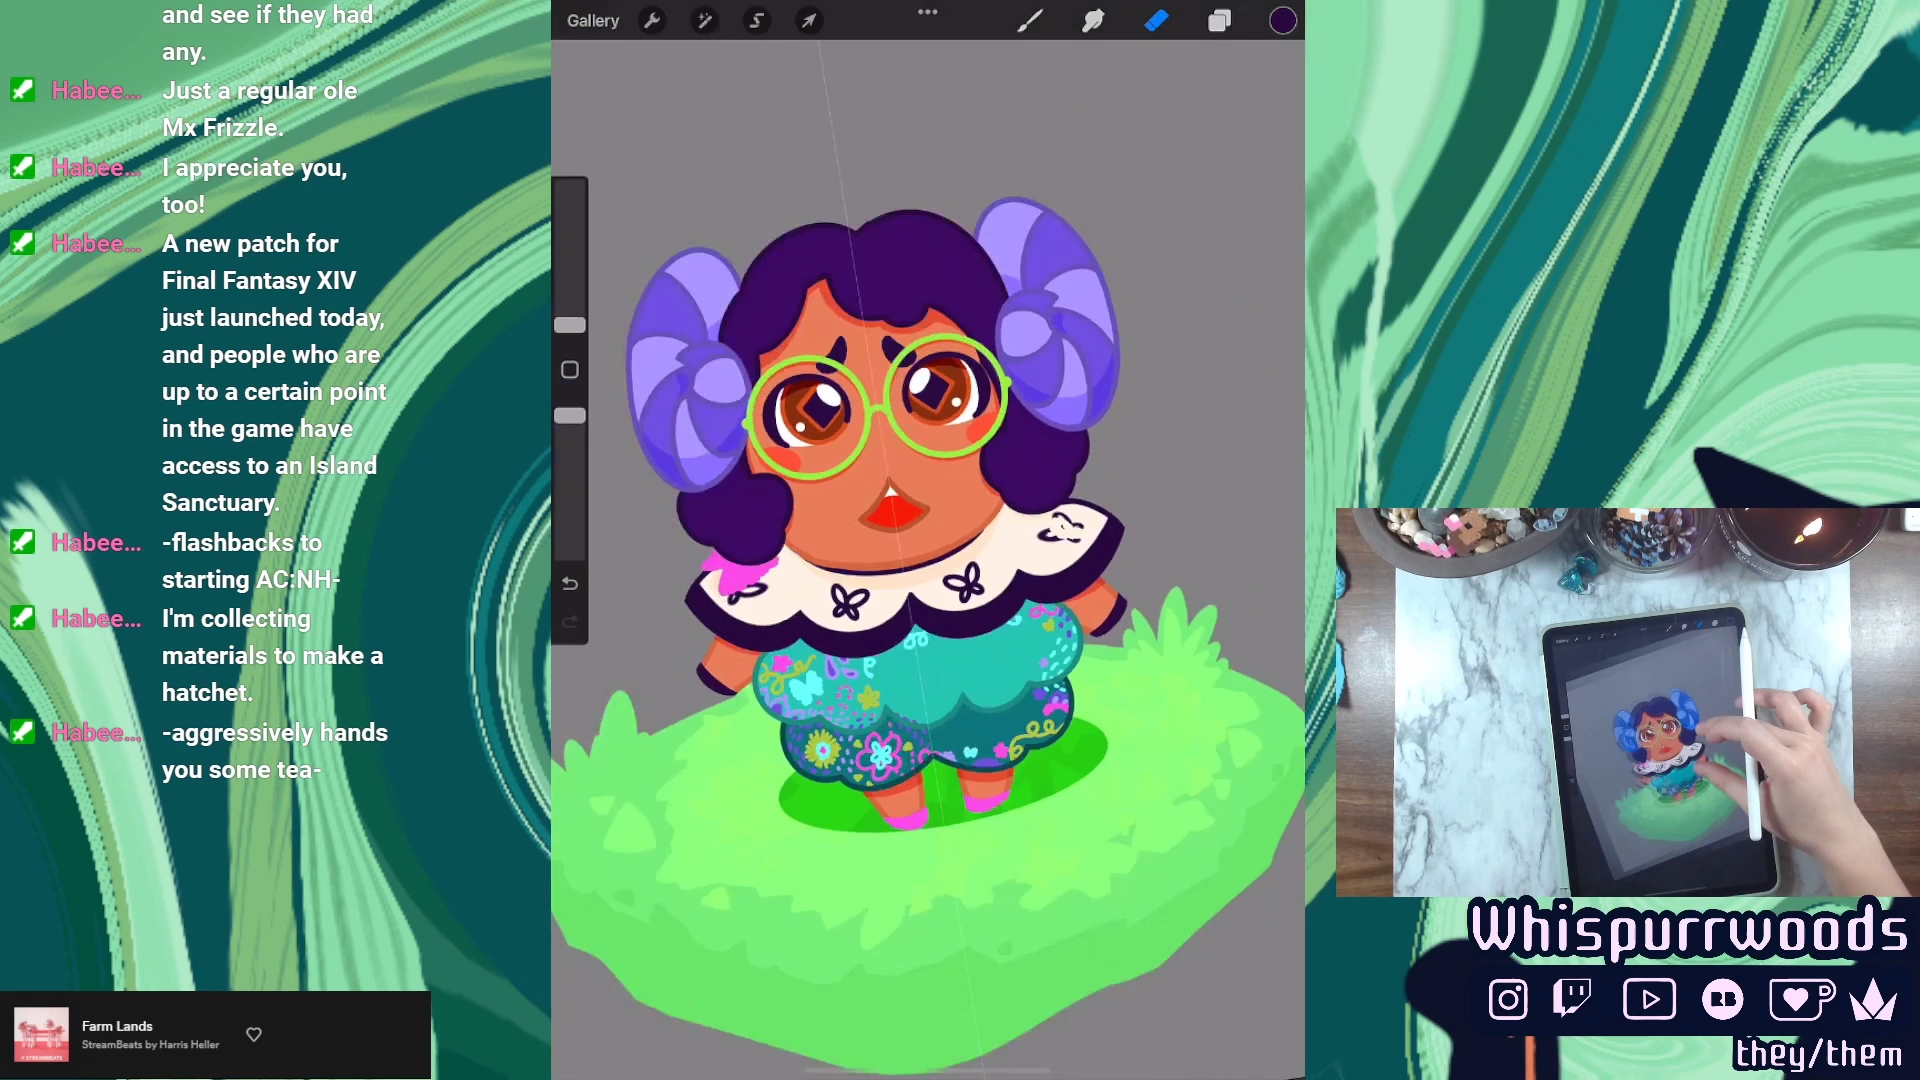 and see if they had
any.
Habee... Just a regular ole
Mx Frizzle.
Habee... I appreciate you,
too!
Habee... A new patch for
Final Fantasy XIV
just launched today,
and people who are
up to a certain point
in the game have
access to an Island
Sanctuary.
Habee... -flashbacks to
starting AC:NH-
Habee... I'm collecting
materials to make a
hatchet.
Habee... -aggressively hands
you some tea-
Farm Lands
StreamBeats by Harris Heller
Gallery
Whispurrwoods
they/them